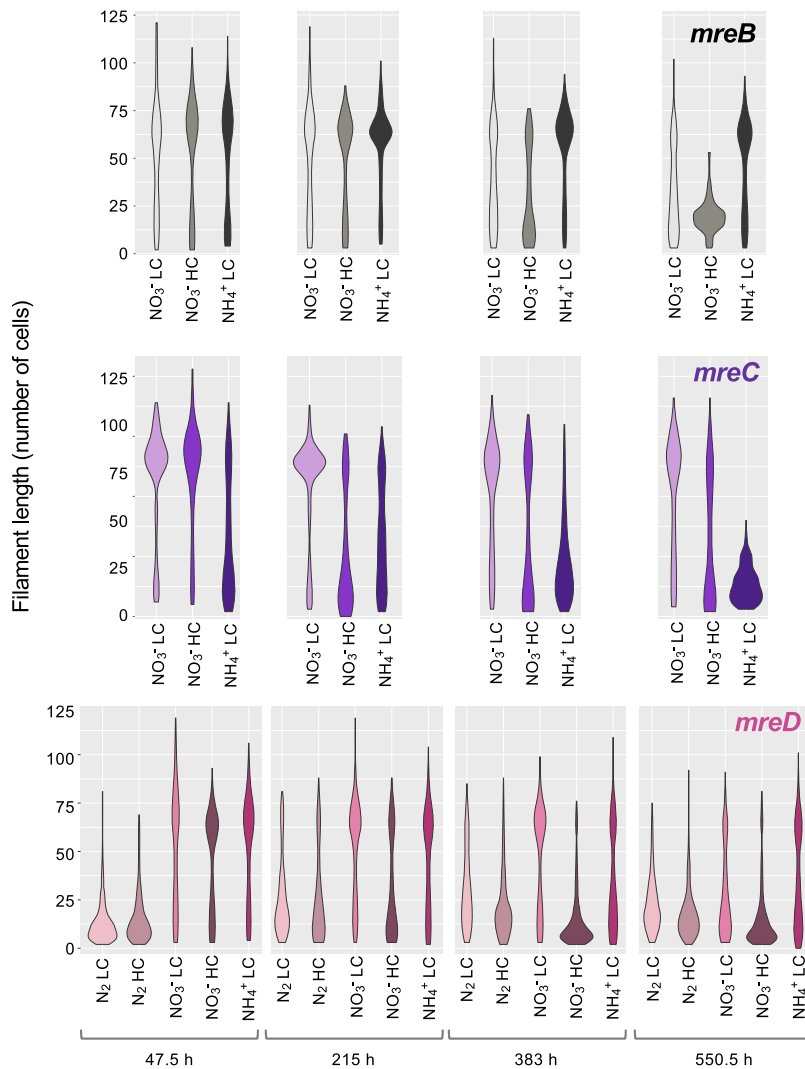 Filament length (number of cells)
mreB
125
100
75
50
25
0
NO₃⁻ LC
NO₃⁻ HC
NH₄⁺ LC
NO₃⁻ LC
NO₃⁻ HC
NH₄⁺ LC
NO₃⁻ LC
NO₃⁻ HC
NH₄⁺ LC
NO₃⁻ LC
NO₃⁻ HC
NH₄⁺ LC
mreC
125
100
75
50
25
0
NO₃⁻ LC
NO₃⁻ HC
NH₄⁺ LC
NO₃⁻ LC
NO₃⁻ HC
NH₄⁺ LC
NO₃⁻ LC
NO₃⁻ HC
NH₄⁺ LC
NO₃⁻ LC
NO₃⁻ HC
NH₄⁺ LC
mreD
125
100
75
50
25
0
N₂ LC
N₂ HC
NO₃⁻ LC
NO₃⁻ HC
NH₄⁺ LC
N₂ LC
N₂ HC
NO₃⁻ LC
NO₃⁻ HC
NH₄⁺ LC
N₂ LC
N₂ HC
NO₃⁻ LC
NO₃⁻ HC
NH₄⁺ LC
N₂ LC
N₂ HC
NO₃⁻ LC
NO₃⁻ HC
NH₄⁺ LC
47.5 h
215 h
383 h
550.5 h